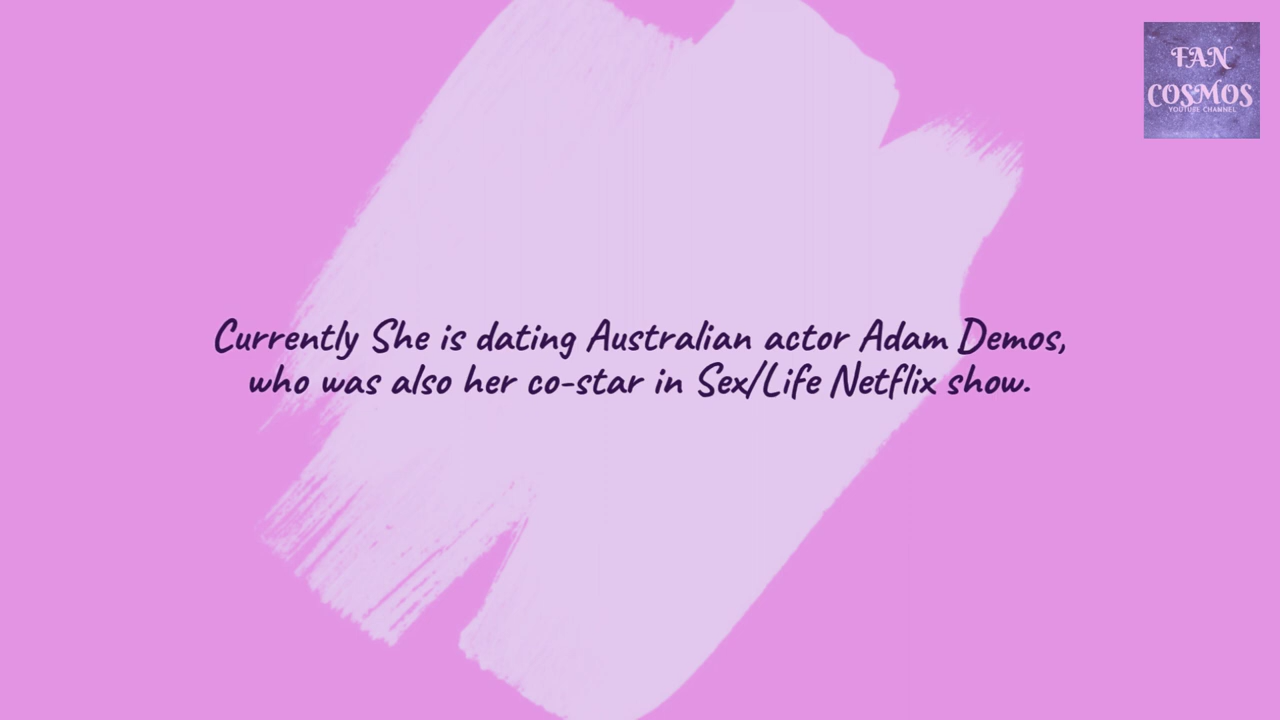 FAN
COSMOS
YOUTUBE CHANNEL
Currently She is dating Australian actor Adam Demos,
who was also her co-star in Sex/Life Netflix show.